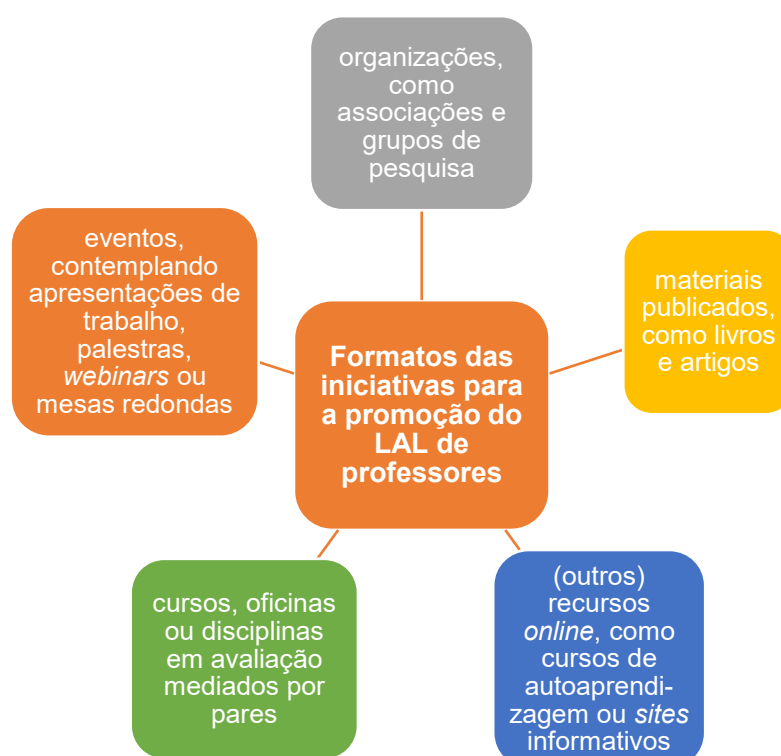 organizações,
como
associações e
grupos de
pesquisa
eventos,
contemplando
apresentações de
trabalho,
palestras,
webinars ou
mesas redondas
materiais
publicados,
como livros
e artigos
Formatos das
iniciativas para
a promoção do
LAL de
professores
cursos, oficinas
ou disciplinas
em avaliação
mediados por
pares
(outros)
recursos
online, como
cursos de
autoaprendi-
zagem ou sites
informativos